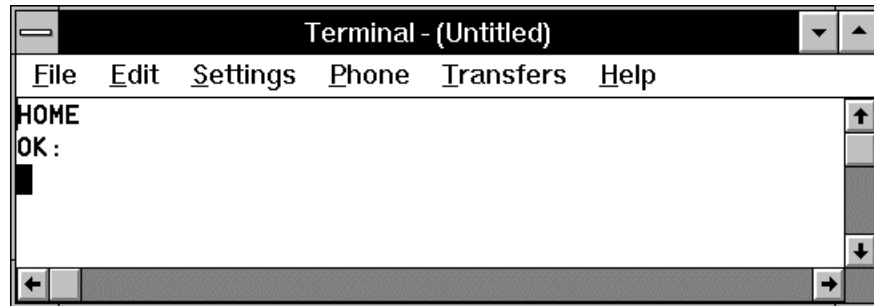 Terminal - (Untitled)
File Edit Settings Phone Transfers Help
HOME
OK: